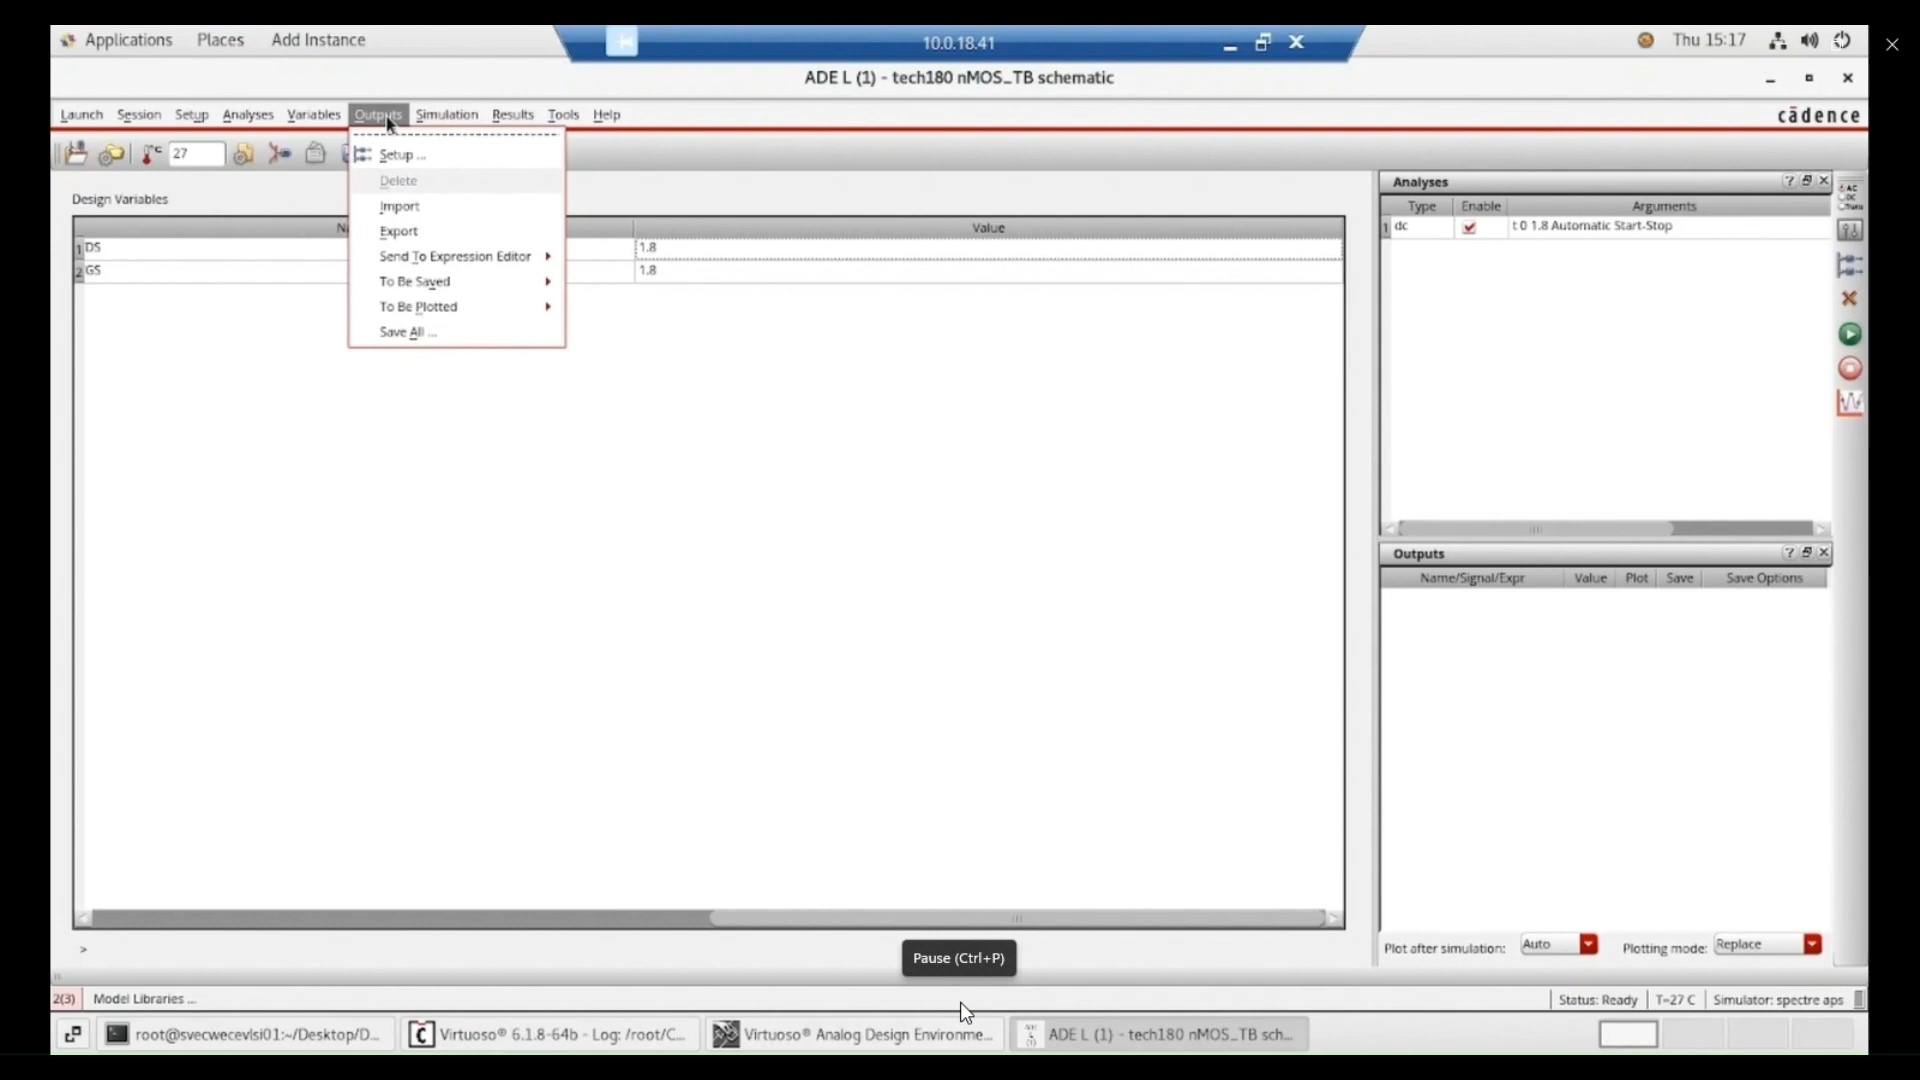 Applications Places Add Instance
10.0.18.41
Thu 15:17
ADE L (1) - tech180 nMOS_TB schematic
Launch Session Setup Analyses Variables Outputs Simulation Results Tools Help
cādence
27
Setup ...
Delete
Import
Export
Send To Expression Editor
To Be Saved
To Be Plotted
Save All ...
Design Variables
Value
1 DS 1.8
2 GS 1.8
Analyses
Type Enable Arguments
1 dc t 0 1.8 Automatic Start-Stop
AC
DC
Trans
Outputs
Name/Signal/Expr Value Plot Save Save Options
Plot after simulation: Auto Plotting mode: Replace
>
Pause (Ctrl+P)
2(3) Model Libraries ...
Status: Ready T=27 C Simulator: spectre aps
root@svecwecevlsi01:~/Desktop/D...
Virtuoso® 6.1.8-64b - Log: /root/C...
Virtuoso® Analog Design Environme...
ADE L (1) - tech180 nMOS_TB sch...